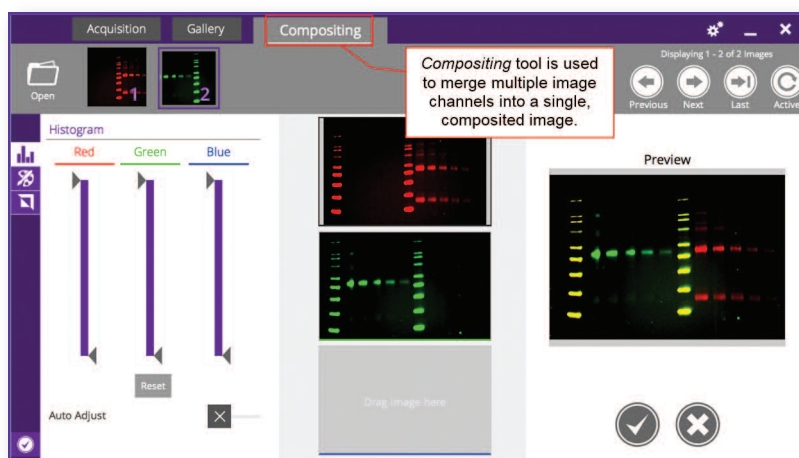 Acquisition
Gallery
Compositing
Displaying 1 - 2 of 2 Images
Open
1
2
Compositing tool is used
to merge multiple image
channels into a single,
composited image.
Previous
Next
Last
Active
Histogram
Red
Green
Blue
Preview
Reset
Drag image here
Auto Adjust